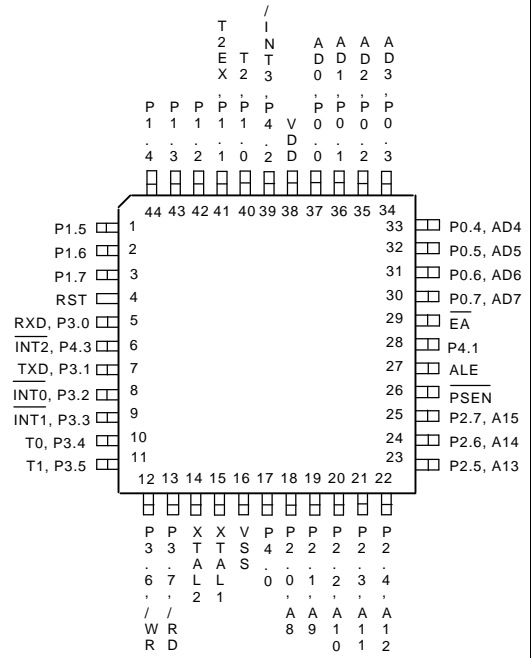 P1.4
P1.3
P1.2
T2EX,P1.1
T2,P1.0
/INT3,P4.2
VDD
AD0,P0.0
AD1,P0.1
AD2,P0.2
AD3,P0.3
44 43 42 41 40 39 38 37 36 35 34
P1.5 1
P1.6 2
P1.7 3
RST 4
RXD, P3.0 5
INT2, P4.3 6
TXD, P3.1 7
INT0, P3.2 8
INT1, P3.3 9
T0, P3.4 10
T1, P3.5 11
33 P0.4, AD4
32 P0.5, AD5
31 P0.6, AD6
30 P0.7, AD7
29 EA
28 P4.1
27 ALE
26 PSEN
25 P2.7, A15
24 P2.6, A14
23 P2.5, A13
12 13 14 15 16 17 18 19 20 21 22
P3.6,/WR
P3.7,/RD
XTAL2
XTAL1
VSS
P4.0
P2.0,A8
P2.1,A9
P2.2,A10
P2.3,A11
P2.4,A12